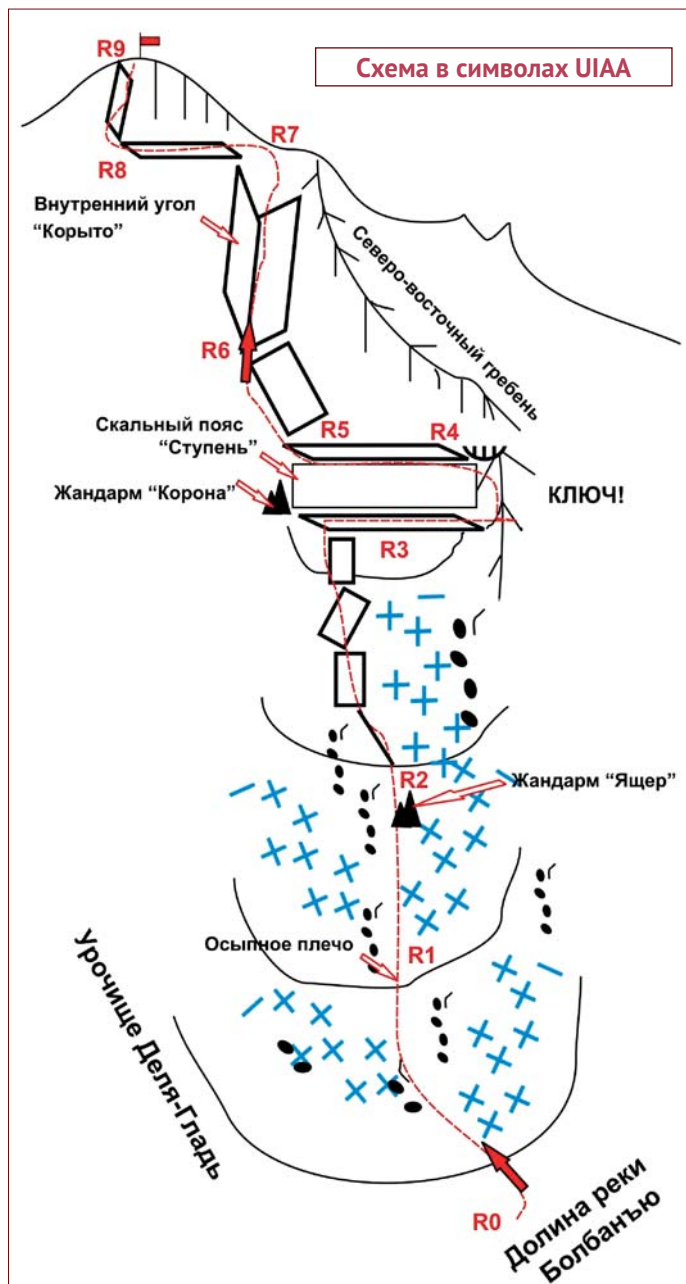 Схема в символах UIAA
R9
R7
R8
Внутренний угол
“Корыто”
Северо-восточный гребень
R6
R5
R4
Скальный пояс
“Ступень”
Жандарм “Корона”
КЛЮЧ!
R3
R2
Жандарм “Ящер”
Осыпное плечо
R1
Урочище Деля-Гладь
R0
Долина реки
Болбанъю